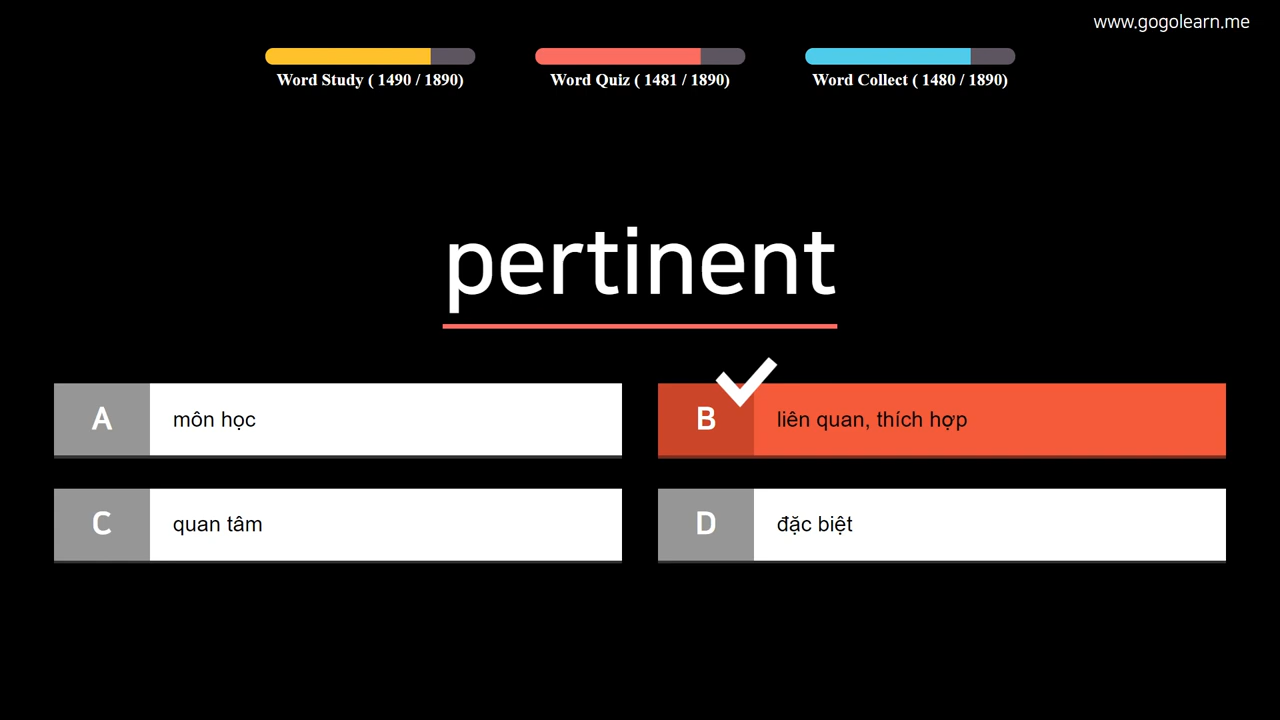 www.gogolearn.me
Word Study ( 1490 / 1890)
Word Quiz ( 1481 / 1890)
Word Collect ( 1480 / 1890)
pertinent
A môn học
B liên quan, thích hợp
C quan tâm
D đặc biệt